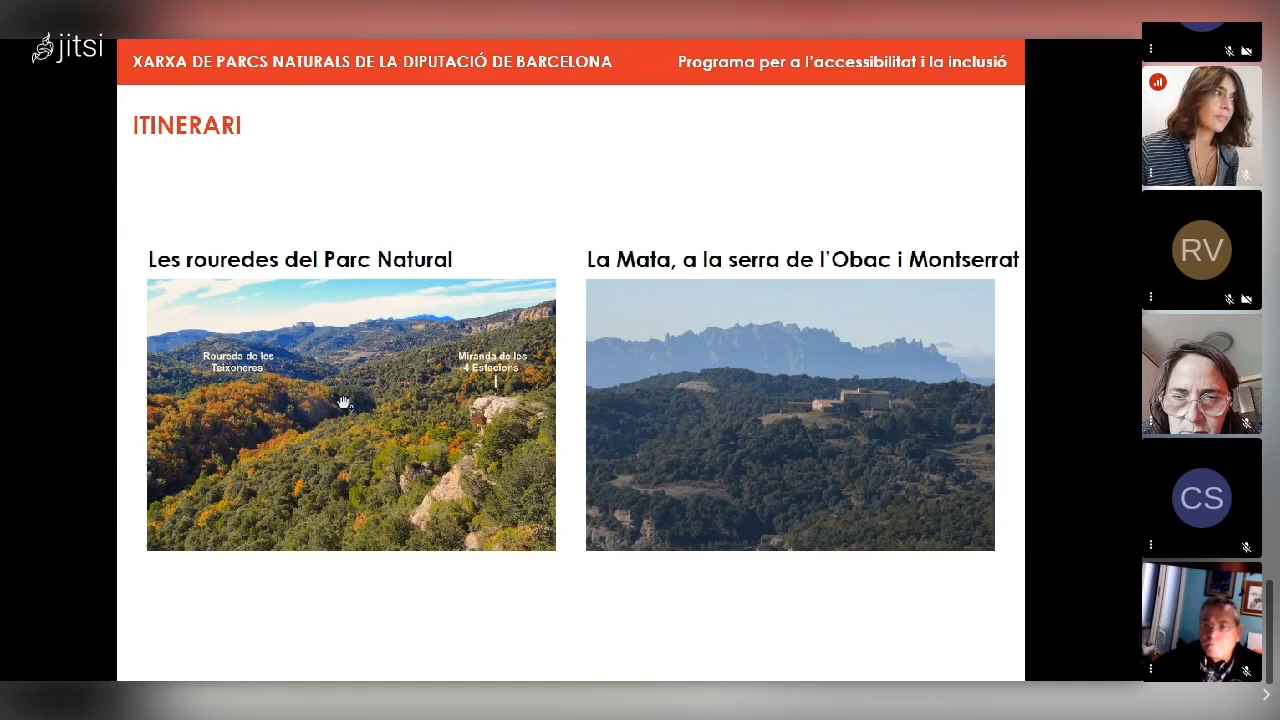 jitsi
XARXA DE PARCS NATURALS DE LA DIPUTACIÓ DE BARCELONA
Programa per a l'accessibilitat i la inclusió
ITINERARI
Les rouredes del Parc Natural
La Mata, a la serra de l'Obac i Montserrat
Roureda de les
Teixoneres
Miranda de les
4 Estacions
RV
CS